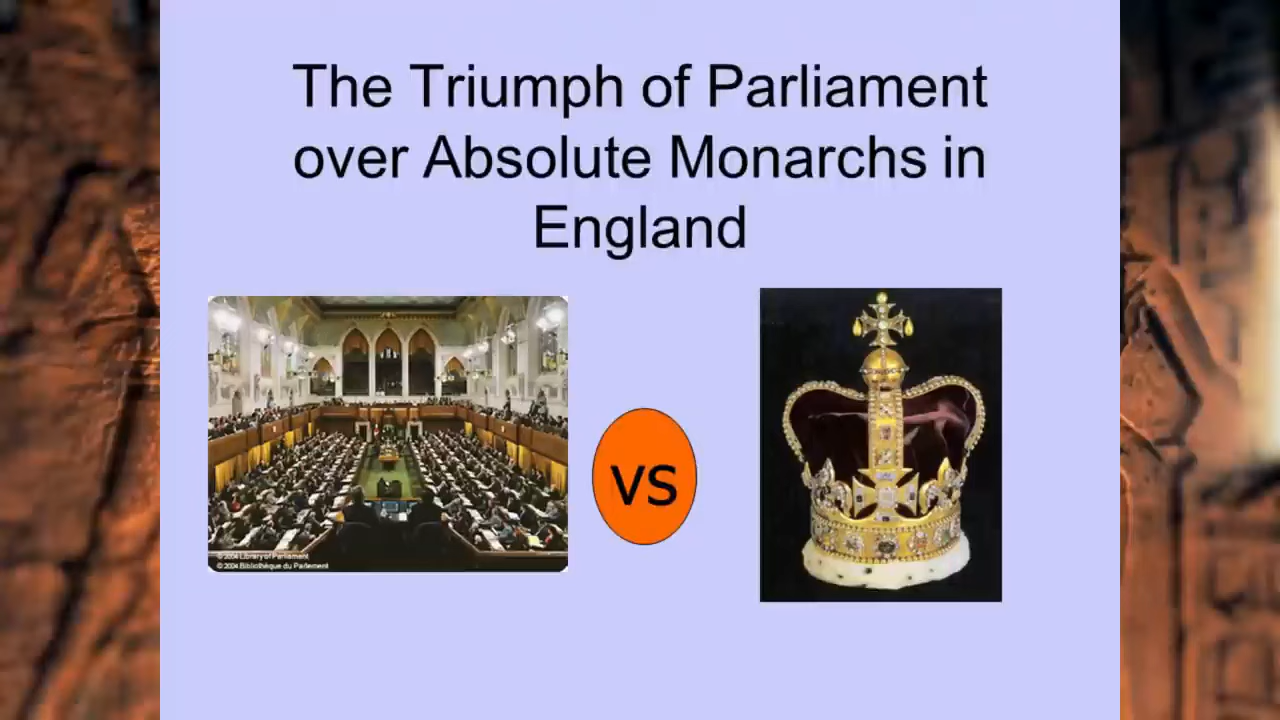 The Triumph of Parliament
over Absolute Monarchs in
England
vs
© 2004 Library of Parliament
© 2004 Bibliothèque du Parlement